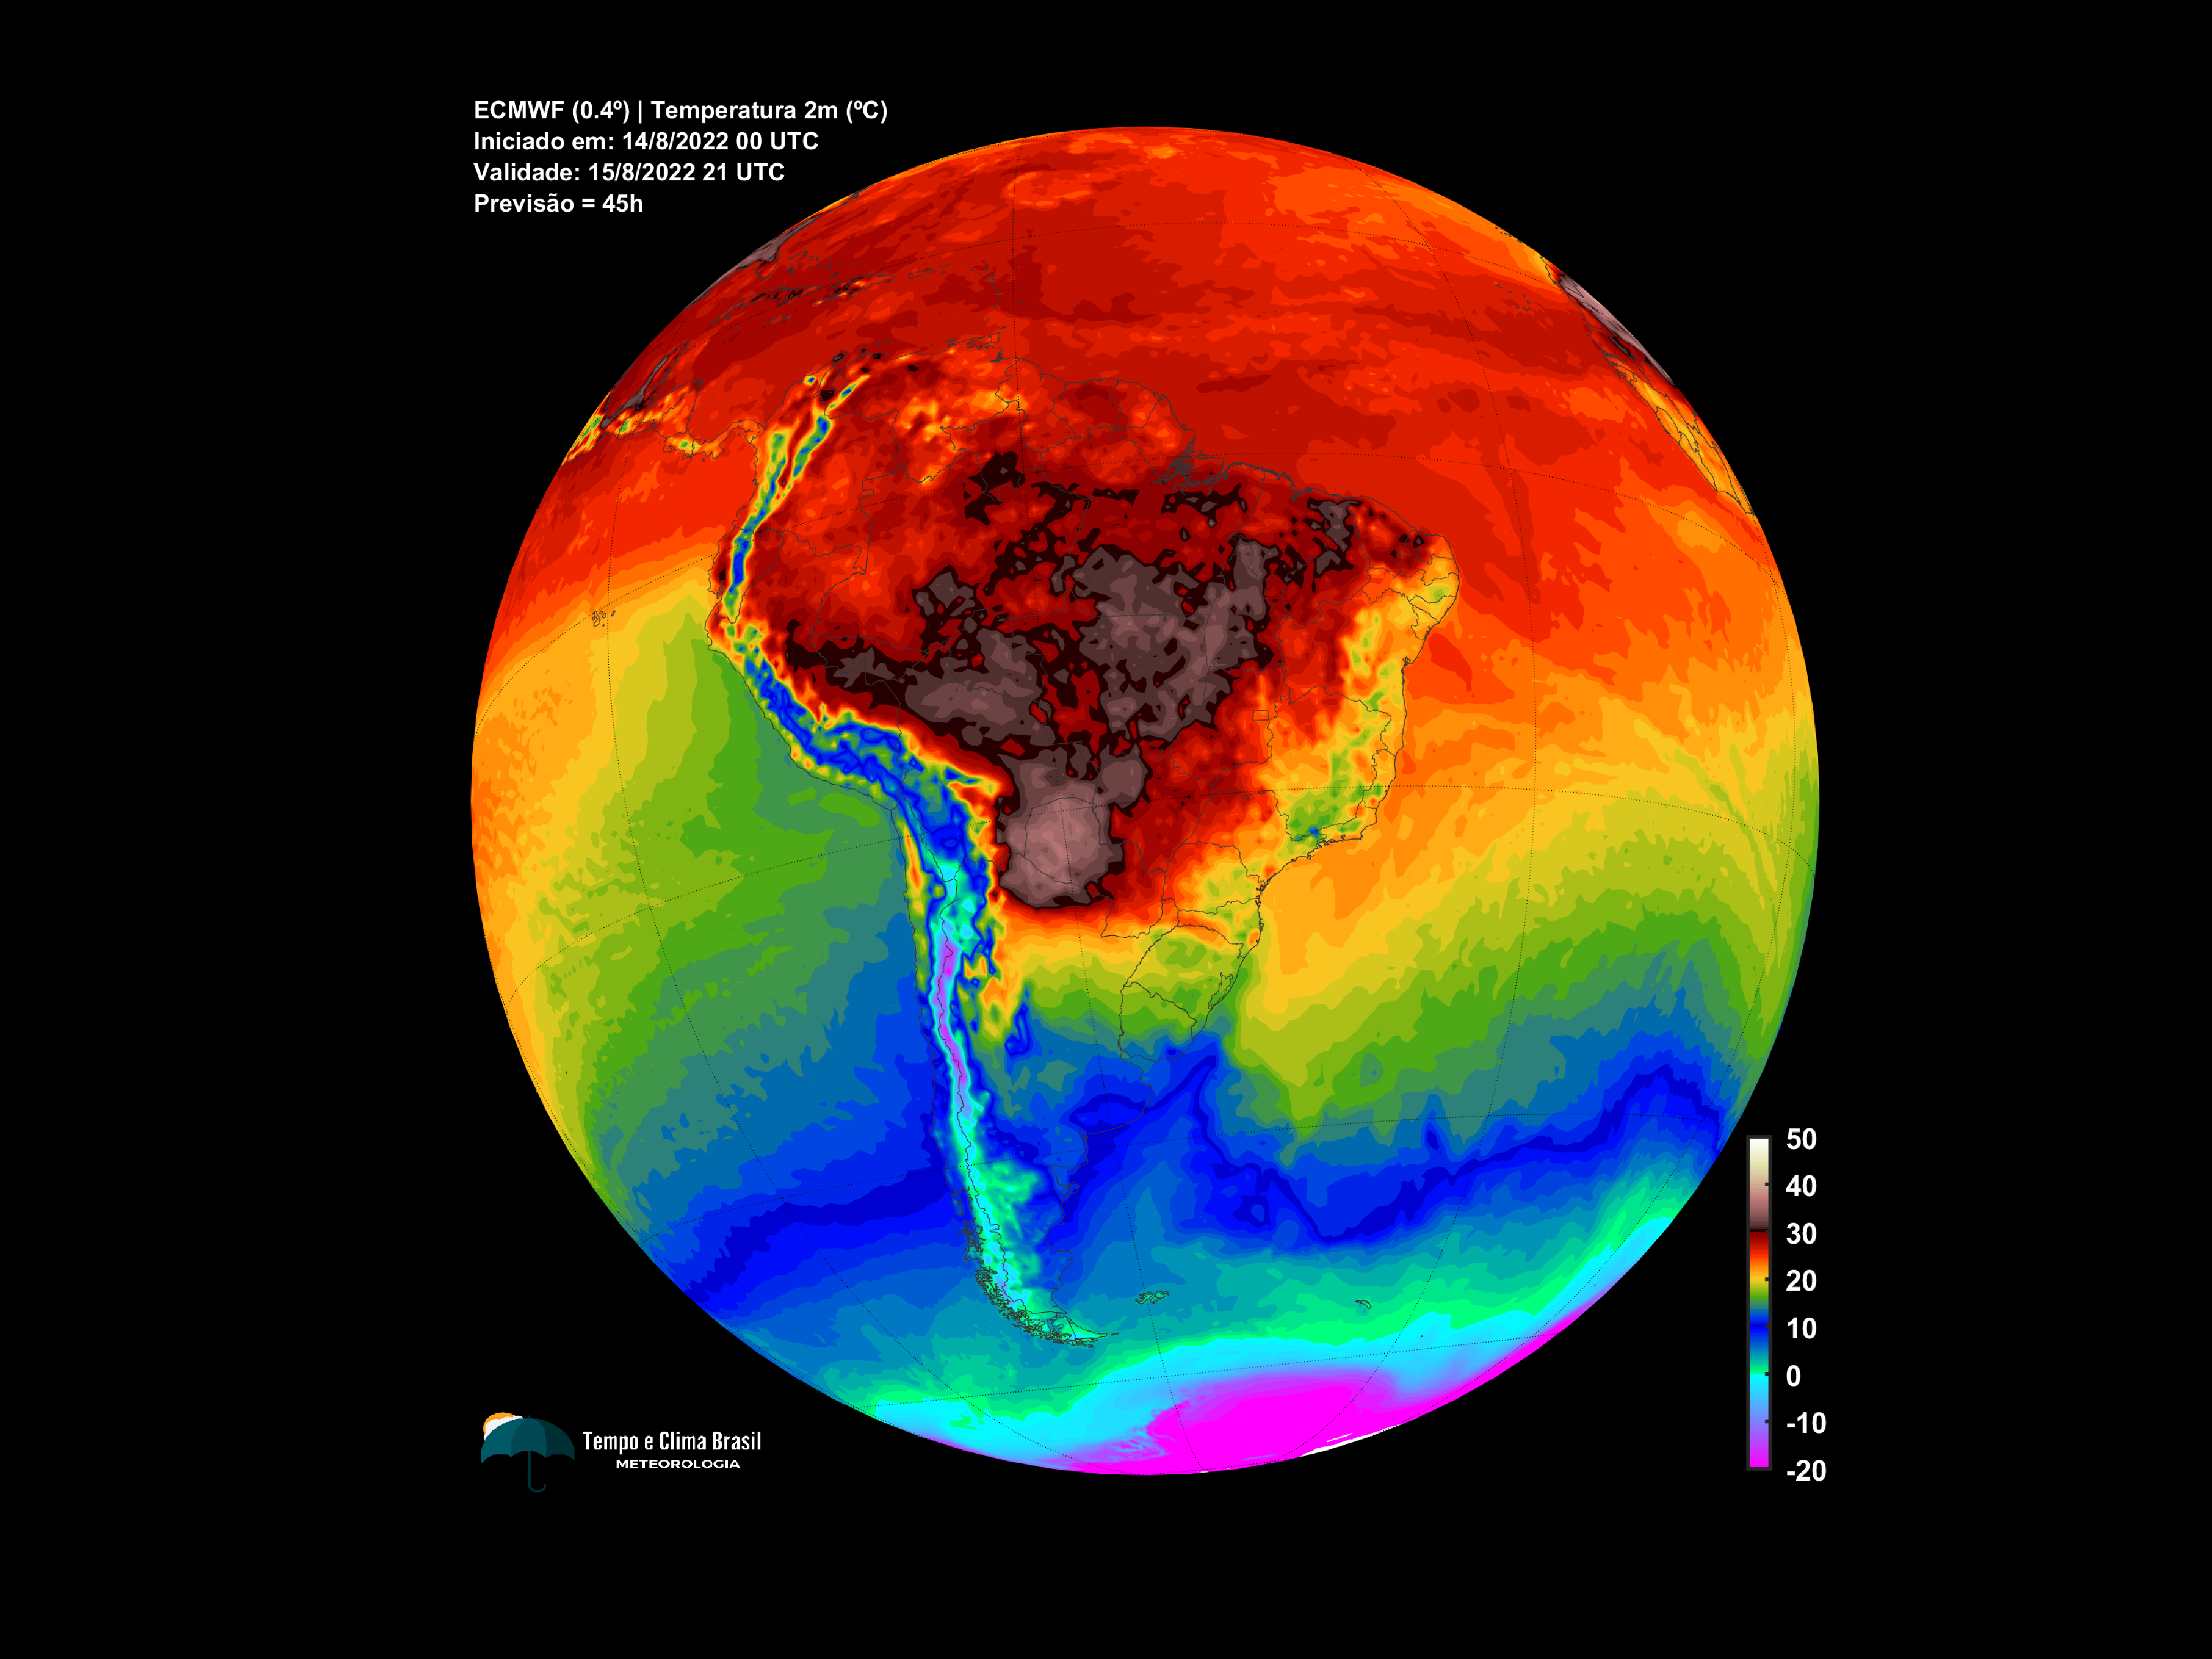 ECMWF (0.4º) | Temperatura 2m (ºC)
Iniciado em: 14/8/2022 00 UTC
Validade: 15/8/2022 21 UTC
Previsão = 45h
50
40
30
20
10
0
-10
-20
Tempo e Clima Brasil
METEOROLOGIA